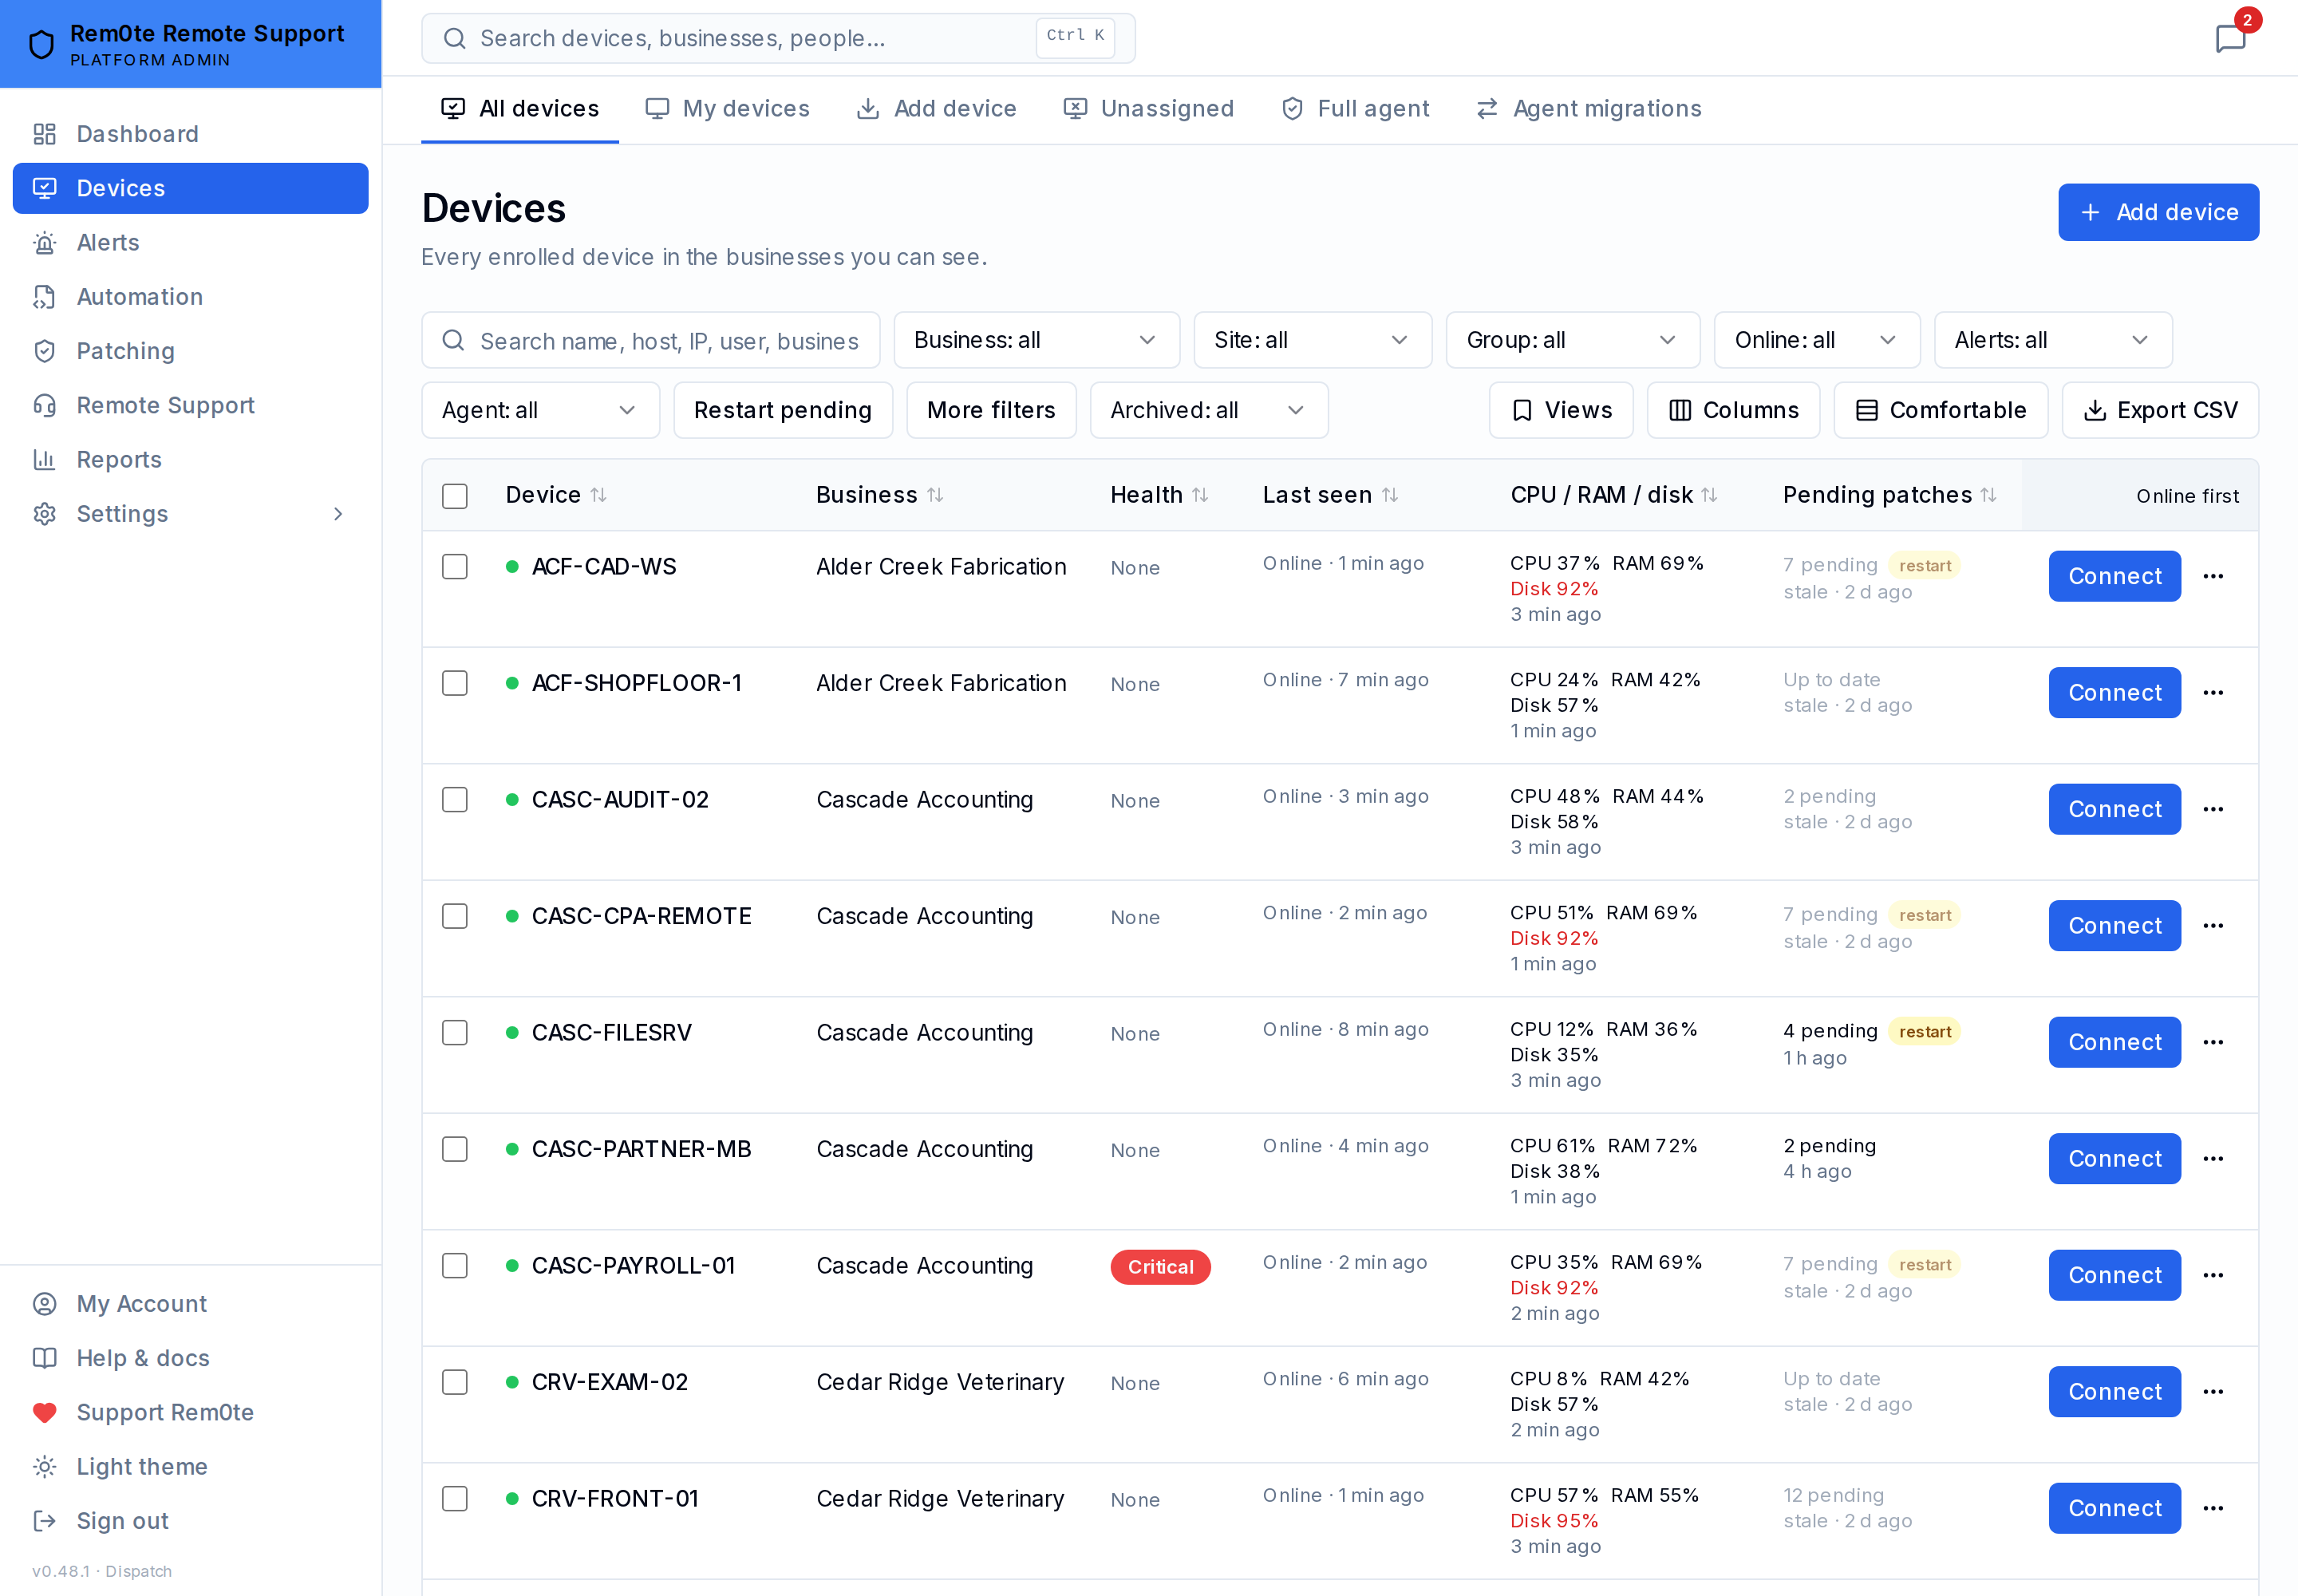 Rem0te Remote Support
PLATFORM ADMIN
Dashboard
Devices
Alerts
Automation
Patching
Remote Support
Reports
Settings
My Account
Help & docs
Support Rem0te
Light theme
Sign out
v0.48.1 · Dispatch
Search devices, businesses, people...
Ctrl K
2
All devices
My devices
Add device
Unassigned
Full agent
Agent migrations
Devices
Every enrolled device in the businesses you can see.
Add device
Search name, host, IP, user, busines
Business: all
Site: all
Group: all
Online: all
Alerts: all
Agent: all
Restart pending
More filters
Archived: all
Views
Columns
Comfortable
Export CSV
Device
Business
Health
Last seen
CPU / RAM / disk
Pending patches
Online first
ACF-CAD-WS
Alder Creek Fabrication
None
Online · 1 min ago
CPU 37% RAM 69%
Disk 92%
3 min ago
7 pending restart
stale · 2 d ago
Connect
ACF-SHOPFLOOR-1
Alder Creek Fabrication
None
Online · 7 min ago
CPU 24% RAM 42%
Disk 57%
1 min ago
Up to date
stale · 2 d ago
Connect
CASC-AUDIT-02
Cascade Accounting
None
Online · 3 min ago
CPU 48% RAM 44%
Disk 58%
3 min ago
2 pending
stale · 2 d ago
Connect
CASC-CPA-REMOTE
Cascade Accounting
None
Online · 2 min ago
CPU 51% RAM 69%
Disk 92%
1 min ago
7 pending restart
stale · 2 d ago
Connect
CASC-FILESRV
Cascade Accounting
None
Online · 8 min ago
CPU 12% RAM 36%
Disk 35%
3 min ago
4 pending restart
1 h ago
Connect
CASC-PARTNER-MB
Cascade Accounting
None
Online · 4 min ago
CPU 61% RAM 72%
Disk 38%
1 min ago
2 pending
4 h ago
Connect
CASC-PAYROLL-01
Cascade Accounting
Critical
Online · 2 min ago
CPU 35% RAM 69%
Disk 92%
2 min ago
7 pending restart
stale · 2 d ago
Connect
CRV-EXAM-02
Cedar Ridge Veterinary
None
Online · 6 min ago
CPU 8% RAM 42%
Disk 57%
2 min ago
Up to date
stale · 2 d ago
Connect
CRV-FRONT-01
Cedar Ridge Veterinary
None
Online · 1 min ago
CPU 57% RAM 55%
Disk 95%
3 min ago
12 pending
stale · 2 d ago
Connect